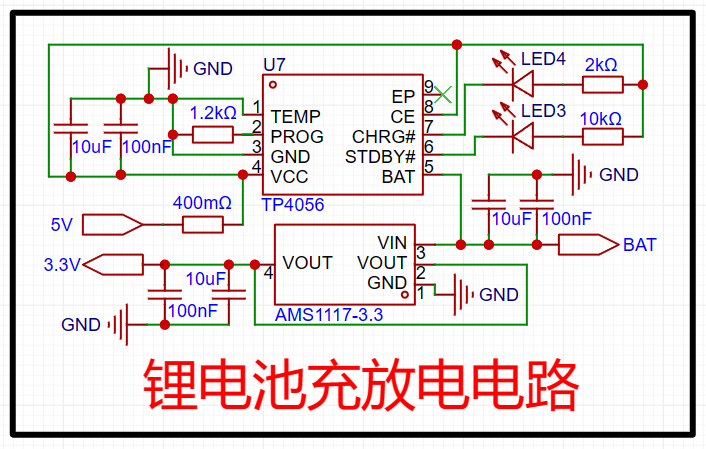 U7
GND
LED4
2kΩ
EP 9
CE 8
1.2kΩ
1 TEMP
LED3
2 PROG
CHRG# 7
10kΩ
10uF
100nF
3 GND
STDBY# 6
4 VCC
BAT 5
GND
400mΩ
TP4056
10uF
100nF
5V
VIN
BAT
3.3V
4 VOUT
VOUT 3
10uF
GND 2
100nF
1
GND
GND
AMS1117-3.3
锂电池充放电电路